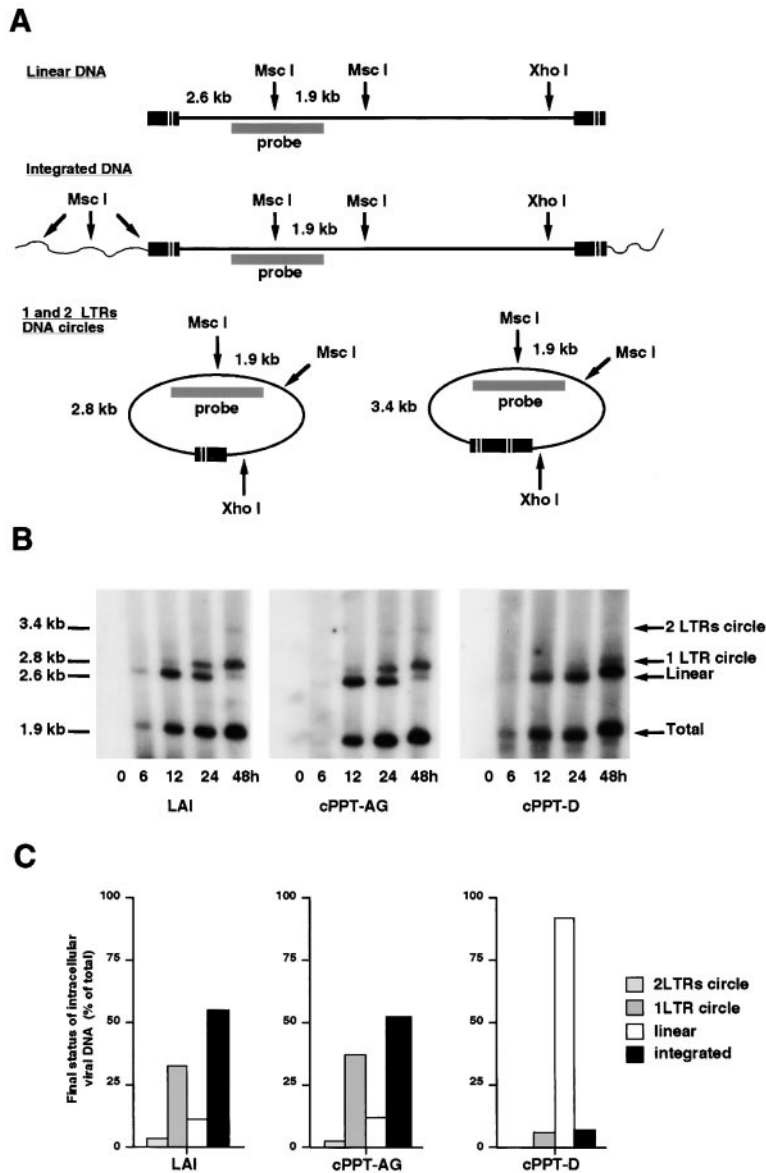 A
Linear DNA
Msc I Msc I Xho I
2.6 kb 1.9 kb
probe
Integrated DNA
Msc I Msc I Msc I Xho I
1.9 kb
probe
1 and 2 LTRs
DNA circles
Msc I Msc I
1.9 kb Msc I 1.9 kb Msc I
2.8 kb probe 3.4 kb probe
Xho I Xho I
B
3.4 kb 2 LTRs circle
2.8 kb 1 LTR circle
2.6 kb Linear
1.9 kb Total
0 6 12 24 48h 0 6 12 24 48h 0 6 12 24 48h
LAI cPPT-AG cPPT-D
C
Final status of intracellular
viral DNA (% of total)
100 100 100
75 75 75
50 50 50
25 25 25
0 0 0
LAI cPPT-AG cPPT-D
2LTRs circle
1LTR circle
linear
integrated